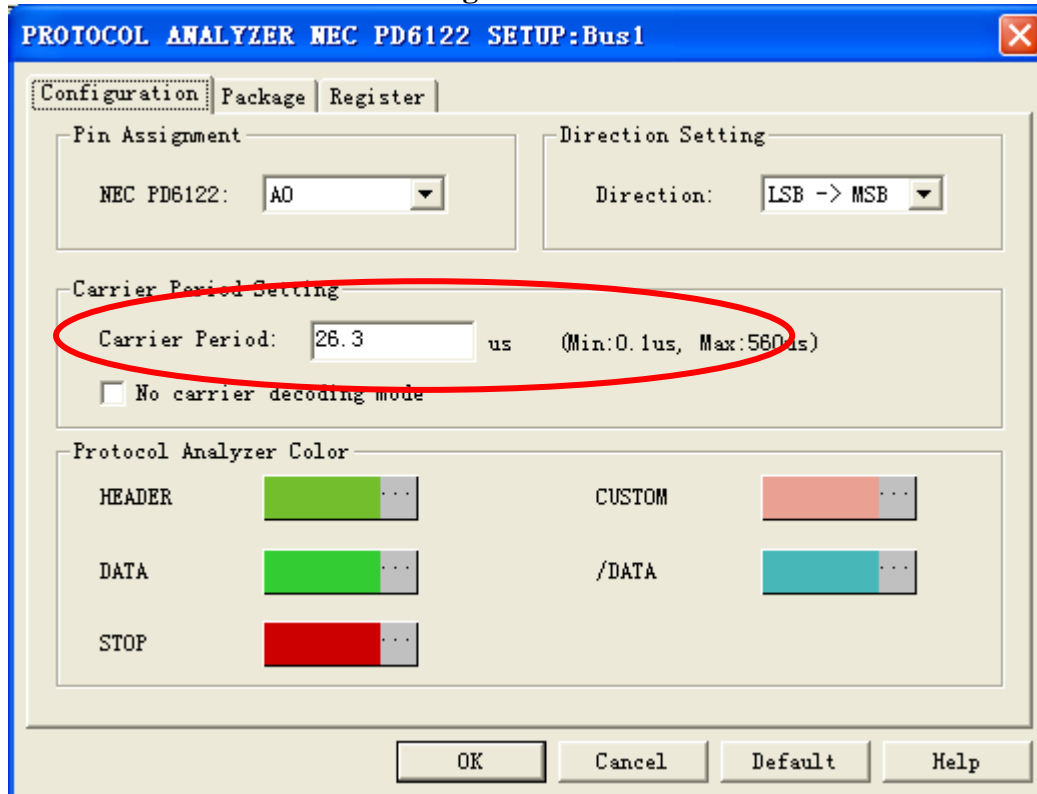 PROTOCOL ANALYZER NEC PD6122 SETUP:Bus1
Configuration Package Register
Pin Assignment Direction Setting
NEC PD6122: A0 Direction: LSB -> MSB
Carrier Period Setting
Carrier Period: 26.3 us (Min:0.1us, Max:560us)
No carrier decoding mode
Protocol Analyzer Color
HEADER ... CUSTOM ...
DATA ... /DATA ...
STOP ...
OK Cancel Default Help